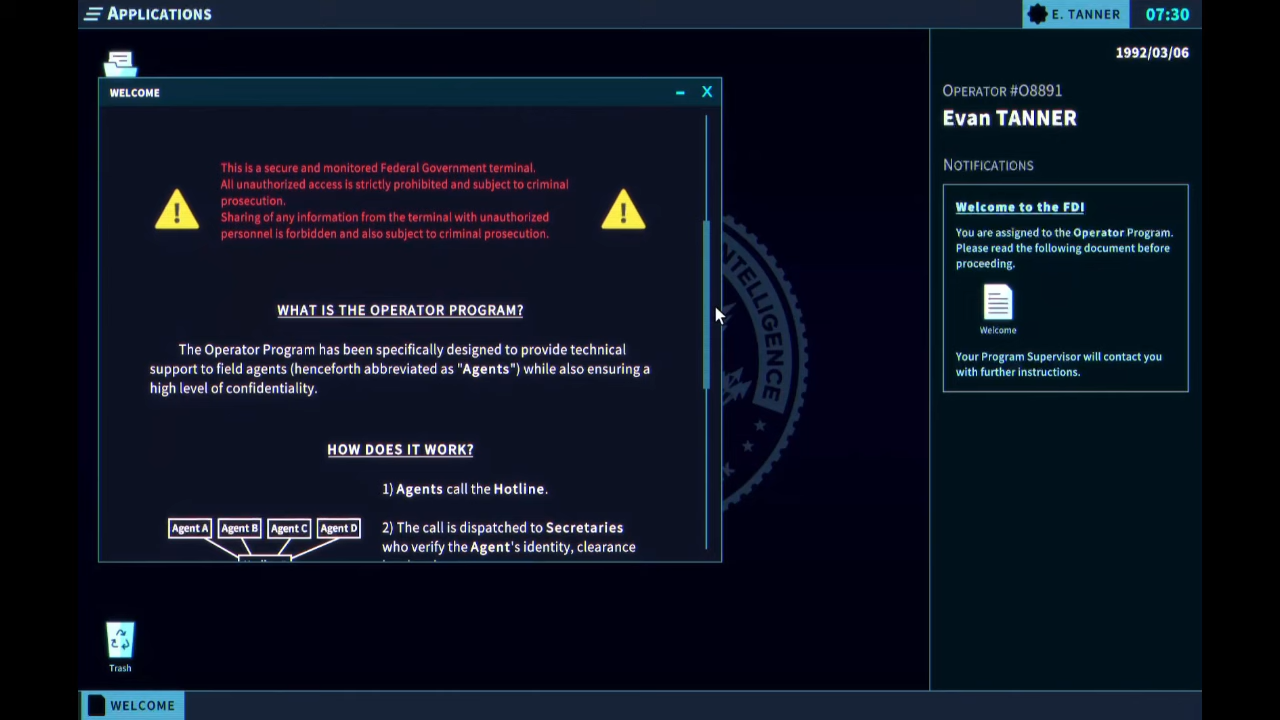 APPLICATIONS
E. TANNER
07:30
1992/03/06
OPERATOR #O8891
Evan TANNER
NOTIFICATIONS
Welcome to the FDI
You are assigned to the Operator Program.
Please read the following document before
proceeding.
Welcome
Your Program Supervisor will contact you
with further instructions.
WELCOME
This is a secure and monitored Federal Government terminal.
All unauthorized access is strictly prohibited and subject to criminal
prosecution.
Sharing of any information from the terminal with unauthorized
personnel is forbidden and also subject to criminal prosecution.
WHAT IS THE OPERATOR PROGRAM?
The Operator Program has been specifically designed to provide technical
support to field agents (henceforth abbreviated as "Agents") while also ensuring a
high level of confidentiality.
HOW DOES IT WORK?
1) Agents call the Hotline.
Agent A
Agent B
Agent C
Agent D
2) The call is dispatched to Secretaries
who verify the Agent's identity, clearance
INTELLIGENCE
Trash
WELCOME